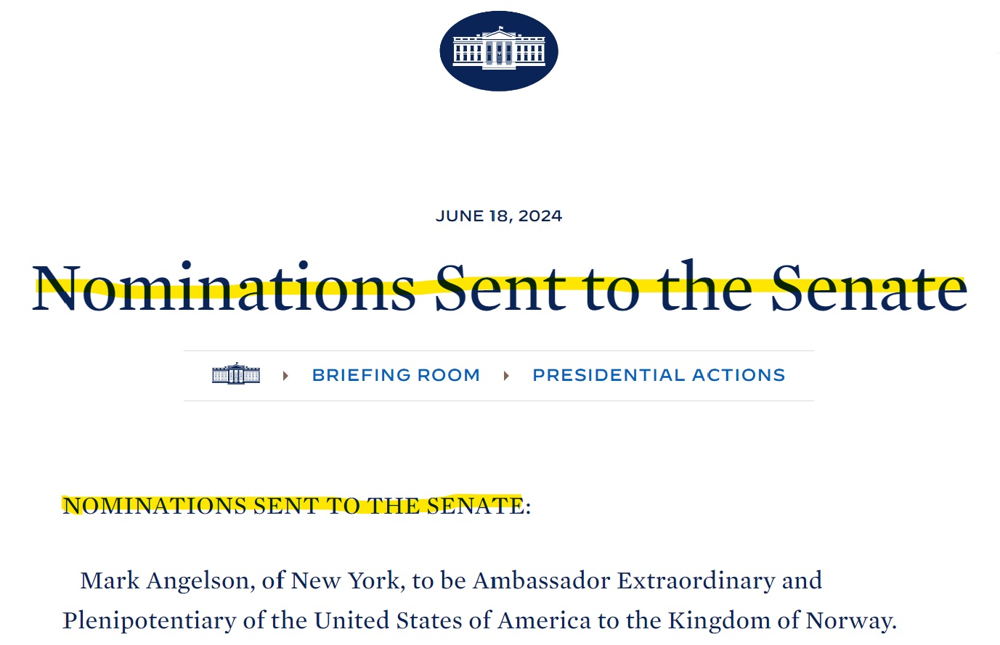 JUNE 18, 2024
Nominations Sent to the Senate
BRIEFING ROOM PRESIDENTIAL ACTIONS
NOMINATIONS SENT TO THE SENATE:
Mark Angelson, of New York, to be Ambassador Extraordinary and
Plenipotentiary of the United States of America to the Kingdom of Norway.